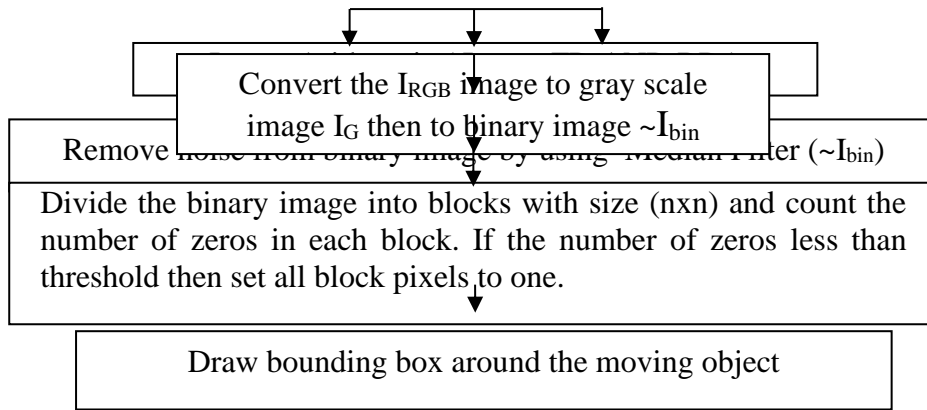 Convert the I_RGB image to gray scale
image I_G then to binary image ~I_bin
Remove noise from binary image by using Median Filter (~I_bin)
Divide the binary image into blocks with size (nxn) and count the
number of zeros in each block. If the number of zeros less than
threshold then set all block pixels to one.
Draw bounding box around the moving object